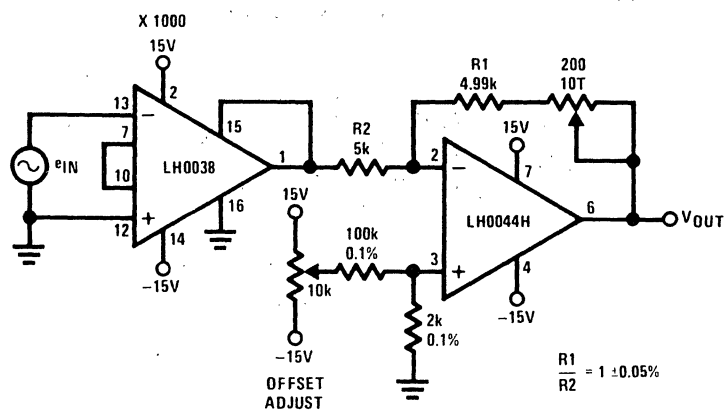 X 1000
15V
2
13
−
7
15
LH0038
1
10
eIN
+
12
16
14
−15V
R2
5k
R1
4.99k
200
10T
15V
7
2
−
LH0044H
6
VOUT
3
+
4
−15V
15V
100k
0.1%
10k
2k
0.1%
−15V
OFFSET
ADJUST
R1
R2
= 1 ±0.05%